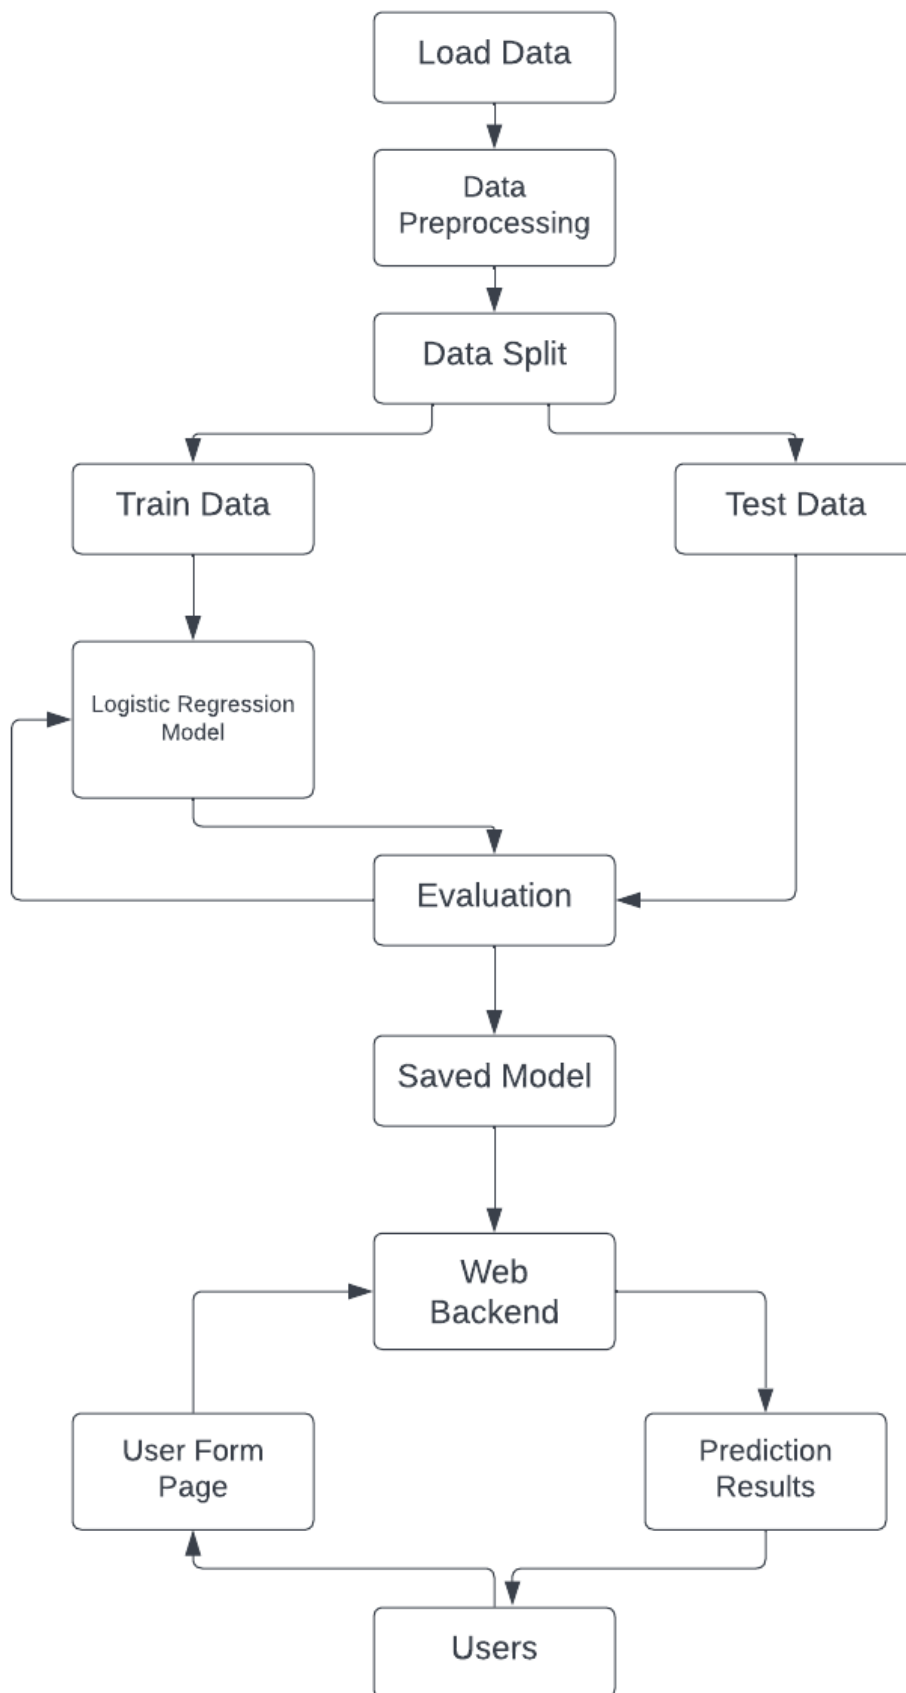 Load Data
Data
Preprocessing
Data Split
Train Data
Test Data
Logistic Regression
Model
Evaluation
Saved Model
Web
Backend
User Form
Page
Prediction
Results
Users